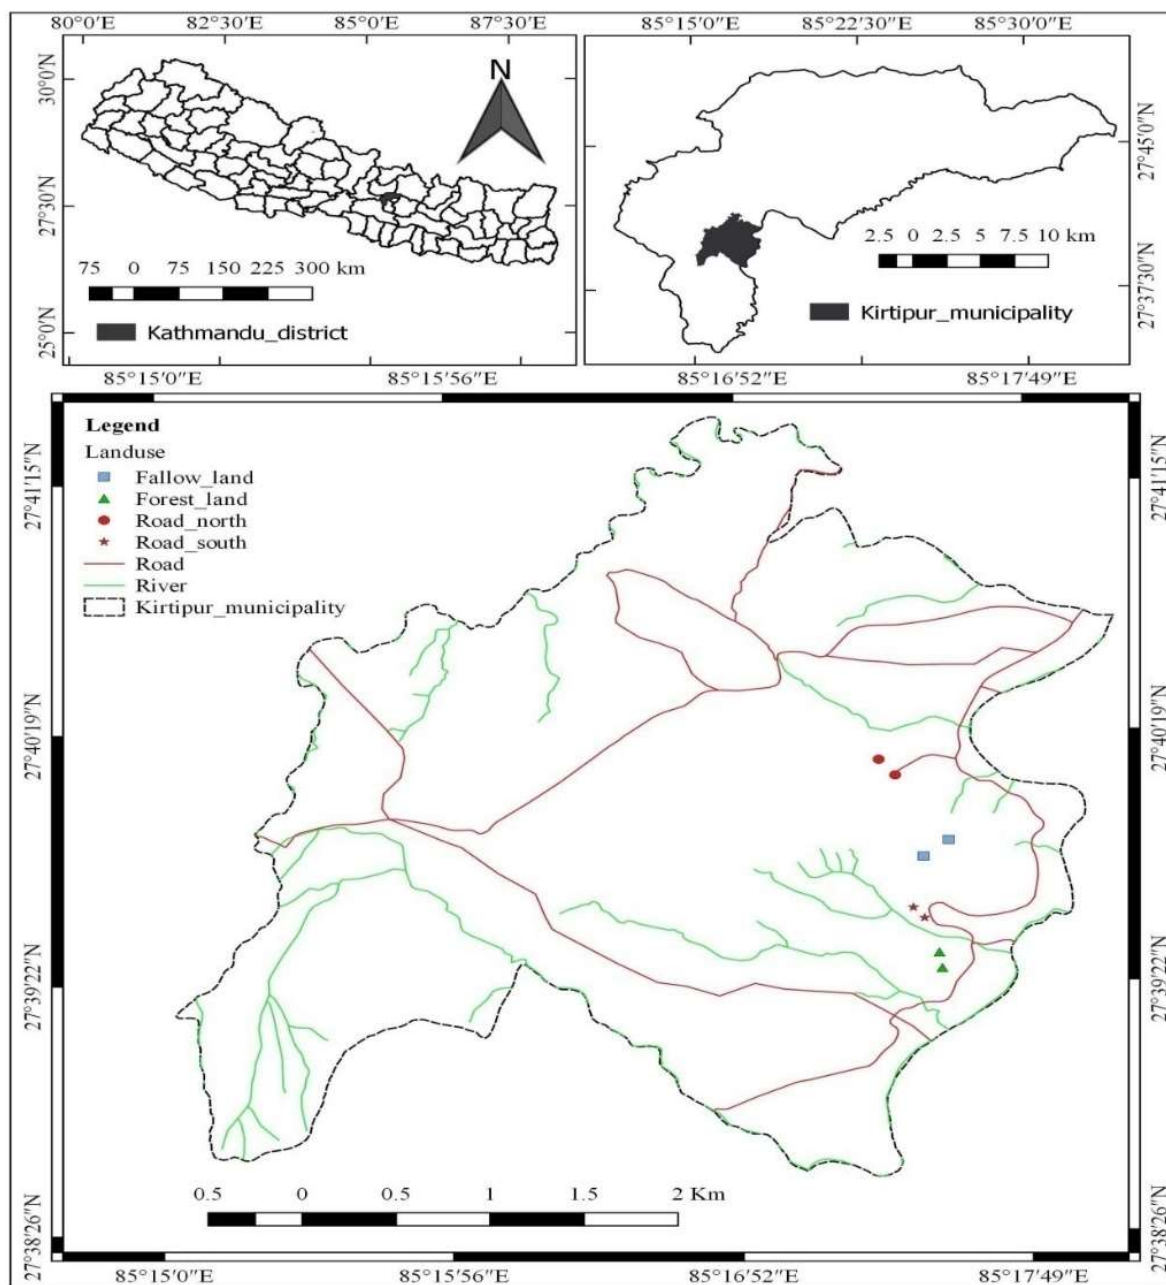 80°0'E 82°30'E 85°0'E 87°30'E
30°0'N
27°30'N
25°0'N
N
75 0 75 150 225 300 km
Kathmandu_district
85°15'0"E 85°22'30"E 85°30'0"E
27°45'0"N
27°37'30"N
2.5 0 2.5 5 7.5 10 km
Kirtipur_municipality
85°15'0"E 85°15'56"E 85°16'52"E 85°17'49"E
Legend
Landuse
Fallow_land
Forest_land
Road_north
Road_south
Road
River
Kirtipur_municipality
27°41'15"N
27°40'19"N
27°39'22"N
27°38'26"N
27°41'15"N
27°40'19"N
27°39'22"N
27°38'26"N
0.5 0 0.5 1 1.5 2 Km
85°15'0"E 85°15'56"E 85°16'52"E 85°17'49"E